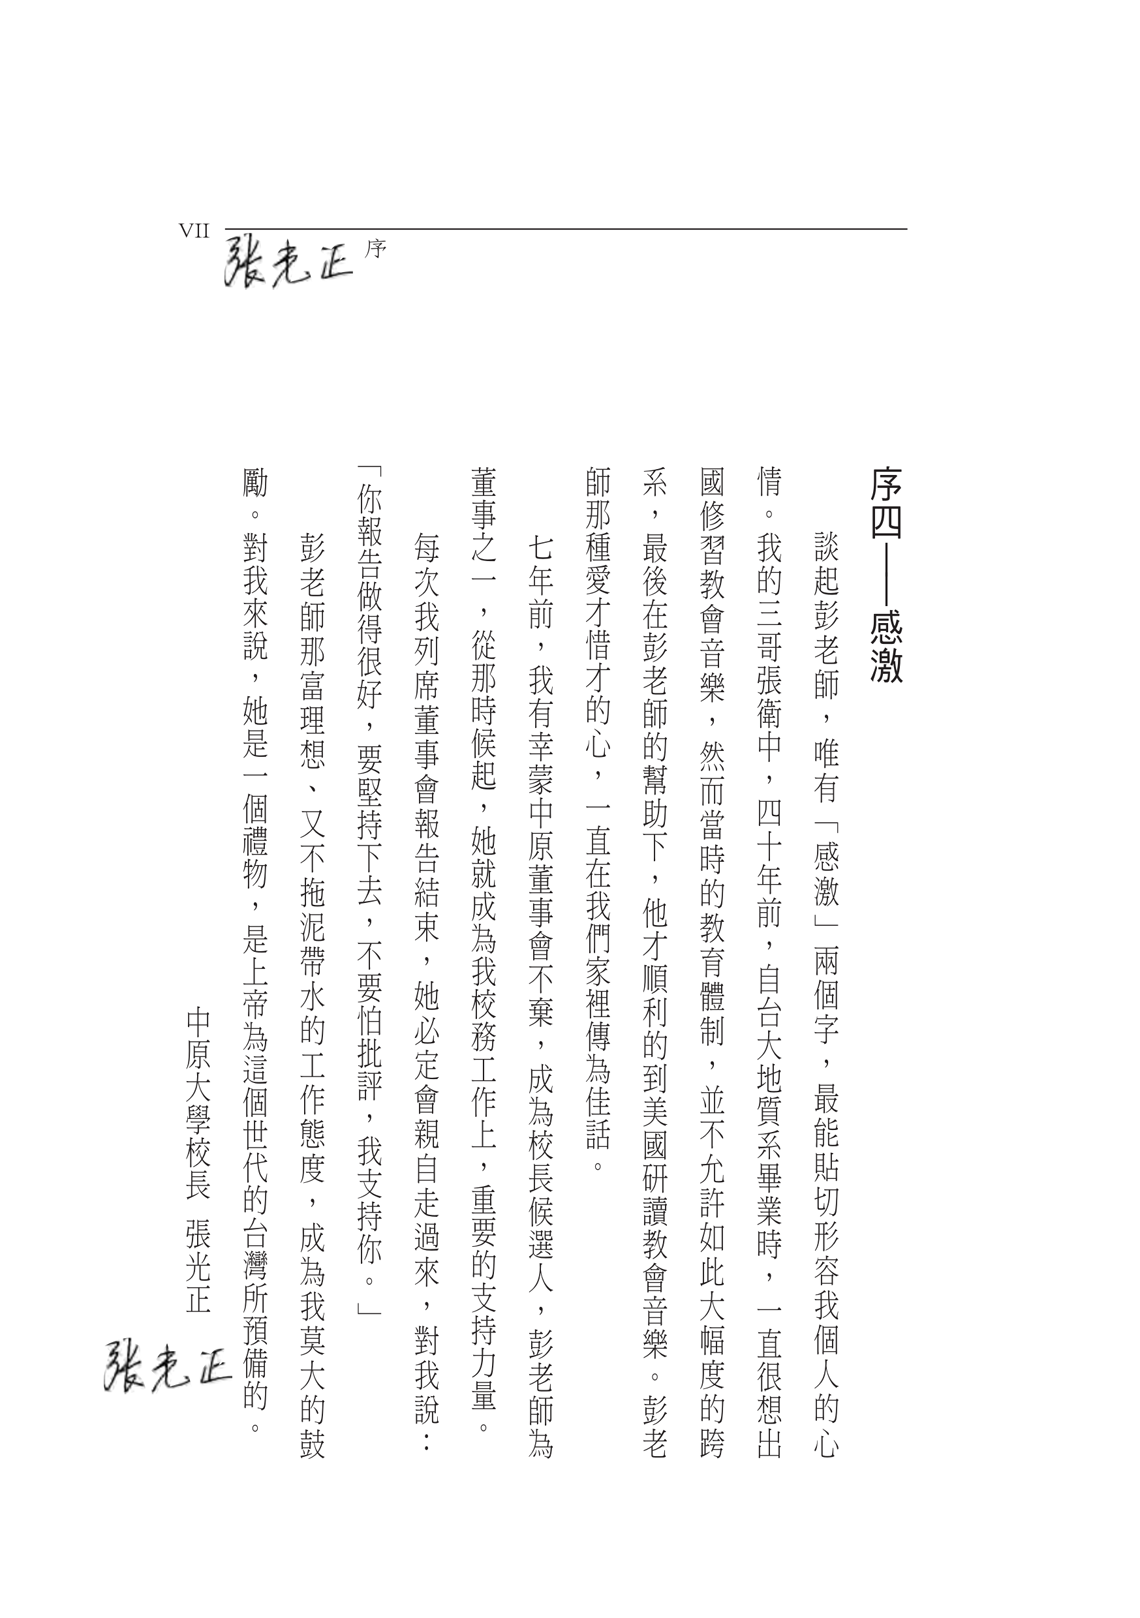 VII
張光正
序
序四——感激
談起彭老師，唯有「感激」兩個字，最能貼切形容我個人的心
情。我的三哥張衛中，四十年前，自台大地質系畢業時，一直很想出
國修習教會音樂，然而當時的教育體制，並不允許如此大幅度的跨
系，最後在彭老師的幫助下，他才順利的到美國研讀教會音樂。彭老
師那種愛才惜才的心，一直在我們家裡傳為佳話。
七年前，我有幸蒙中原董事會不棄，成為校長候選人，彭老師為
董事之一，從那時候起，她就成為我校務工作上，重要的支持力量。
每次我列席董事會報告結束，她必定會親自走過來，對我說：
「你報告做得很好，要堅持下去，不要怕批評，我支持你。」
彭老師那富理想、又不拖泥帶水的工作態度，成為我莫大的鼓
勵。對我來說，她是一個禮物，是上帝為這個世代的台灣所預備的。
中原大學校長 張光正
張光正